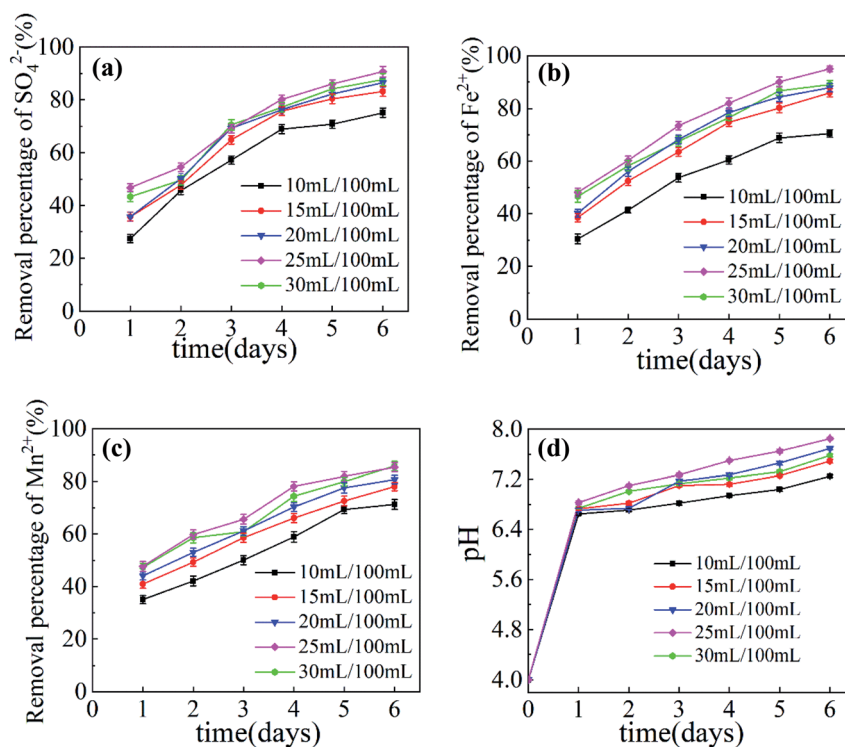 (a)
Removal percentage of SO₄²⁻(%)
100
80
60
40
20
0
10mL/100mL
15mL/100mL
20mL/100mL
25mL/100mL
30mL/100mL
0 1 2 3 4 5 6
time(days)
(b)
Removal percentage of Fe²⁺(%)
100
80
60
40
20
0
10mL/100mL
15mL/100mL
20mL/100mL
25mL/100mL
30mL/100mL
0 1 2 3 4 5 6
time(days)
(c)
Removal percentage of Mn²⁺(%)
100
80
60
40
20
0
10mL/100mL
15mL/100mL
20mL/100mL
25mL/100mL
30mL/100mL
0 1 2 3 4 5 6
time(days)
(d)
pH
8.0
7.2
6.4
5.6
4.8
4.0
10mL/100mL
15mL/100mL
20mL/100mL
25mL/100mL
30mL/100mL
0 1 2 3 4 5 6
time(days)